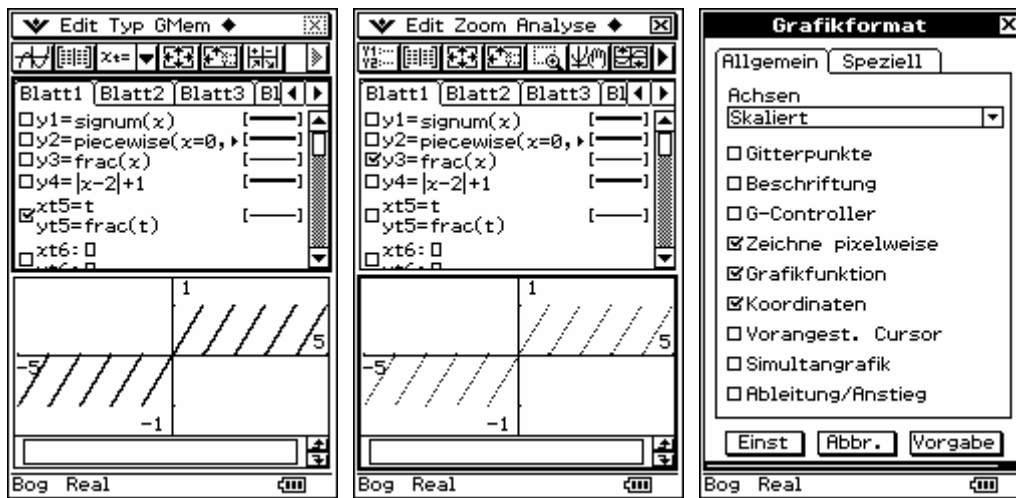 Edit Typ GMem
Blatt1 Blatt2 Blatt3 Bl
y1=signum(x)
y2=piecewise(x=0,
y3=frac(x)
y4=|x-2|+1
xt5=t
yt5=frac(t)
xt6:
1
5
-5
-1
Bog Real
Edit Zoom Analyse
Y1:...
Y2:...
Blatt1 Blatt2 Blatt3 Bl
y1=signum(x)
y2=piecewise(x=0,
y3=frac(x)
y4=|x-2|+1
xt5=t
yt5=frac(t)
xt6:
1
5
-5
-1
Bog Real
Grafikformat
Allgemein Speziell
Achsen
Skaliert
Gitterpunkte
Beschriftung
G-Controller
Zeichne pixelweise
Grafikfunktion
Koordinaten
Vorangest. Cursor
Simultangrafik
Ableitung/Anstieg
Einst Abbr. Vorgabe
Bog Real